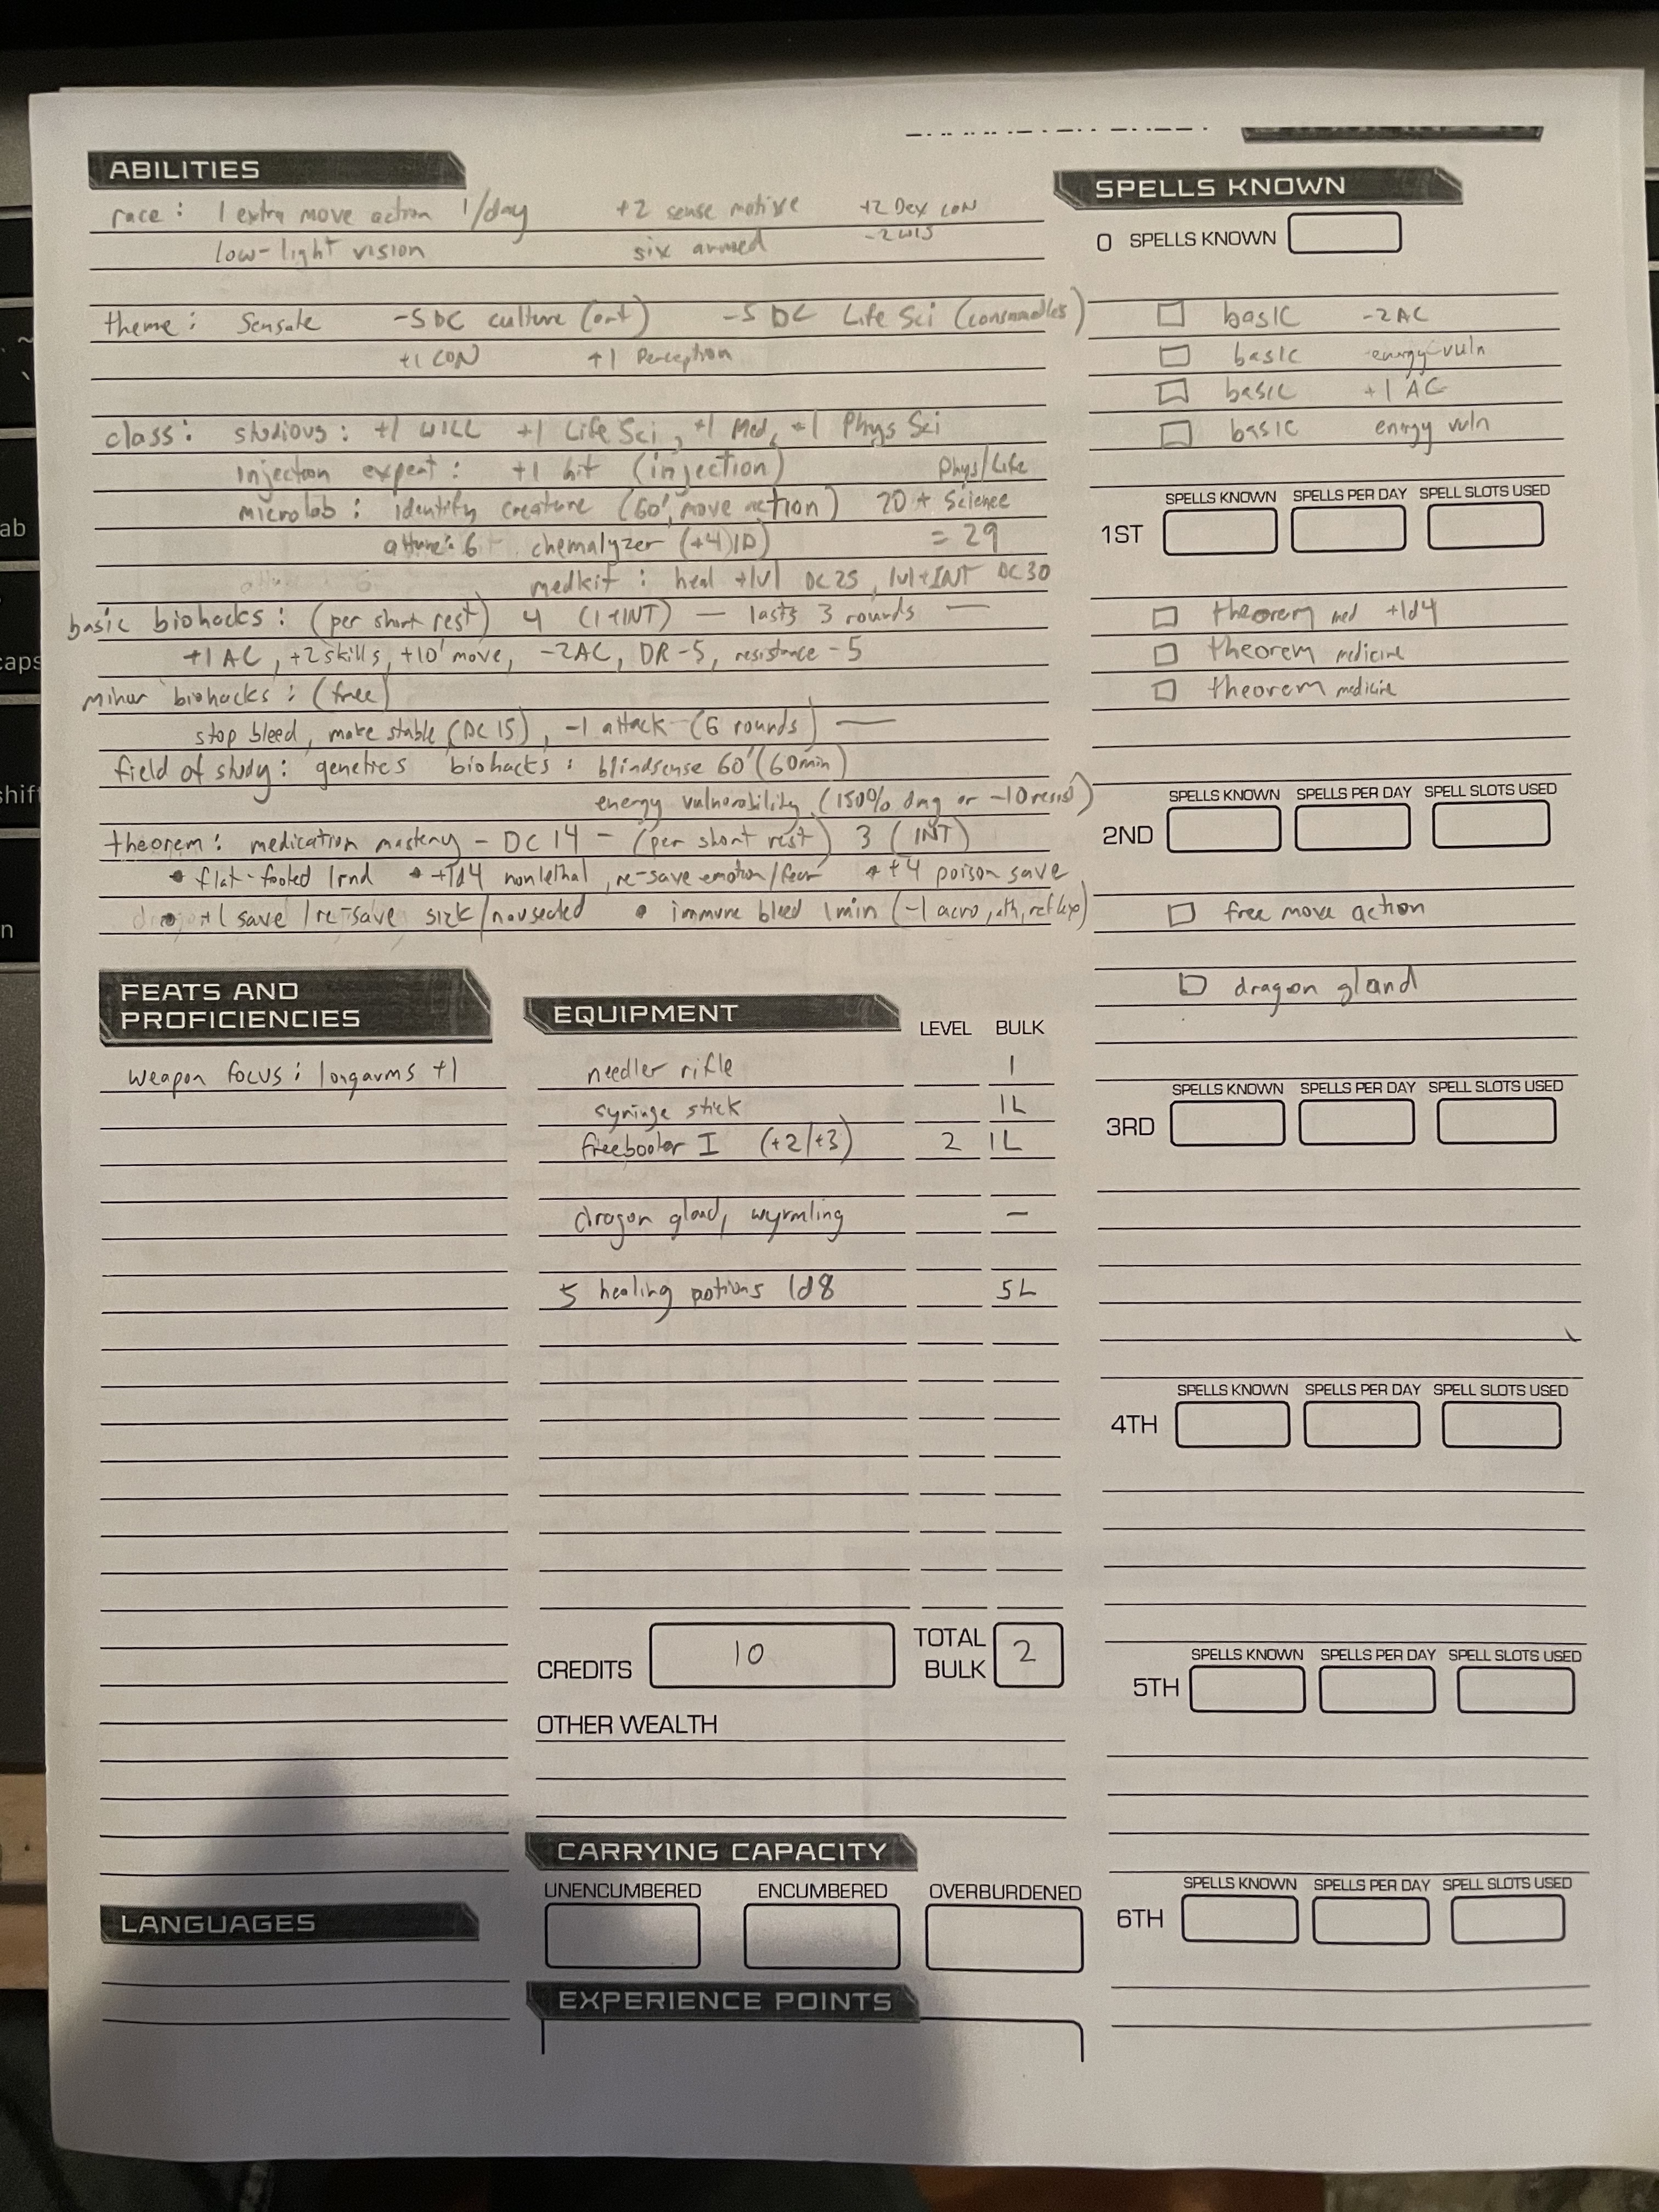 ABILITIES
race: 1 extra move action 1/day +2 sense motive +2 Dex CON
low-light vision six armed -2 WIS
theme: Sensate -5 DC culture (art) -5 DC Life Sci (consumables)
+1 CON +1 Perception
class: studious: +1 WILL +1 Life Sci, +1 Med, +1 Phys Sci
injection expert: +1 hit (injection) Phys/Life
microlab: identify creature (60', move action) 20 + Science
attune: 6 chemalyzer (+4 ID) = 29
medkit: heal +lvl DC25, lvl+INT DC30
basic biohacks: (per short rest) 4 (1+INT) — lasts 3 rounds —
+1 AC, +2 skills, +10' move, -2AC, DR-5, resistance-5
minor biohacks: (free)
stop bleed, make stable (DC 15), -1 attack (6 rounds) —
field of study: genetics biohacks: blindsense 60' (60min)
energy vulnerability (150% dmg or -10 resist)
theorem: medication mastery - DC 14 - (per short rest) 3 (INT)
• flat-footed 1rnd • +1d4 nonlethal, re-save emotion/fear • +4 poison save
• +1 save /re-save sick/nauseated • immune bleed 1min (-1 acro, ath, ref)
FEATS AND
PROFICIENCIES
weapon focus: longarms +1
LANGUAGES
EQUIPMENT LEVEL BULK
needler rifle 1
syringe stick 1L
freebooter I (+2/+3) 2 1L
dragon gland, wyrmling —
5 healing potions 1d8 5L
CREDITS 10 TOTAL BULK 2
OTHER WEALTH
CARRYING CAPACITY
UNENCUMBERED ENCUMBERED OVERBURDENED
EXPERIENCE POINTS
SPELLS KNOWN
0 SPELLS KNOWN
basic -2AC
basic energy vuln
basic +1 AC
basic energy vuln
SPELLS KNOWN SPELLS PER DAY SPELL SLOTS USED
1ST
theorem med +1d4
theorem medicine
theorem medicine
SPELLS KNOWN SPELLS PER DAY SPELL SLOTS USED
2ND
free move action
dragon gland
SPELLS KNOWN SPELLS PER DAY SPELL SLOTS USED
3RD
SPELLS KNOWN SPELLS PER DAY SPELL SLOTS USED
4TH
SPELLS KNOWN SPELLS PER DAY SPELL SLOTS USED
5TH
SPELLS KNOWN SPELLS PER DAY SPELL SLOTS USED
6TH
ab
caps
shift
n